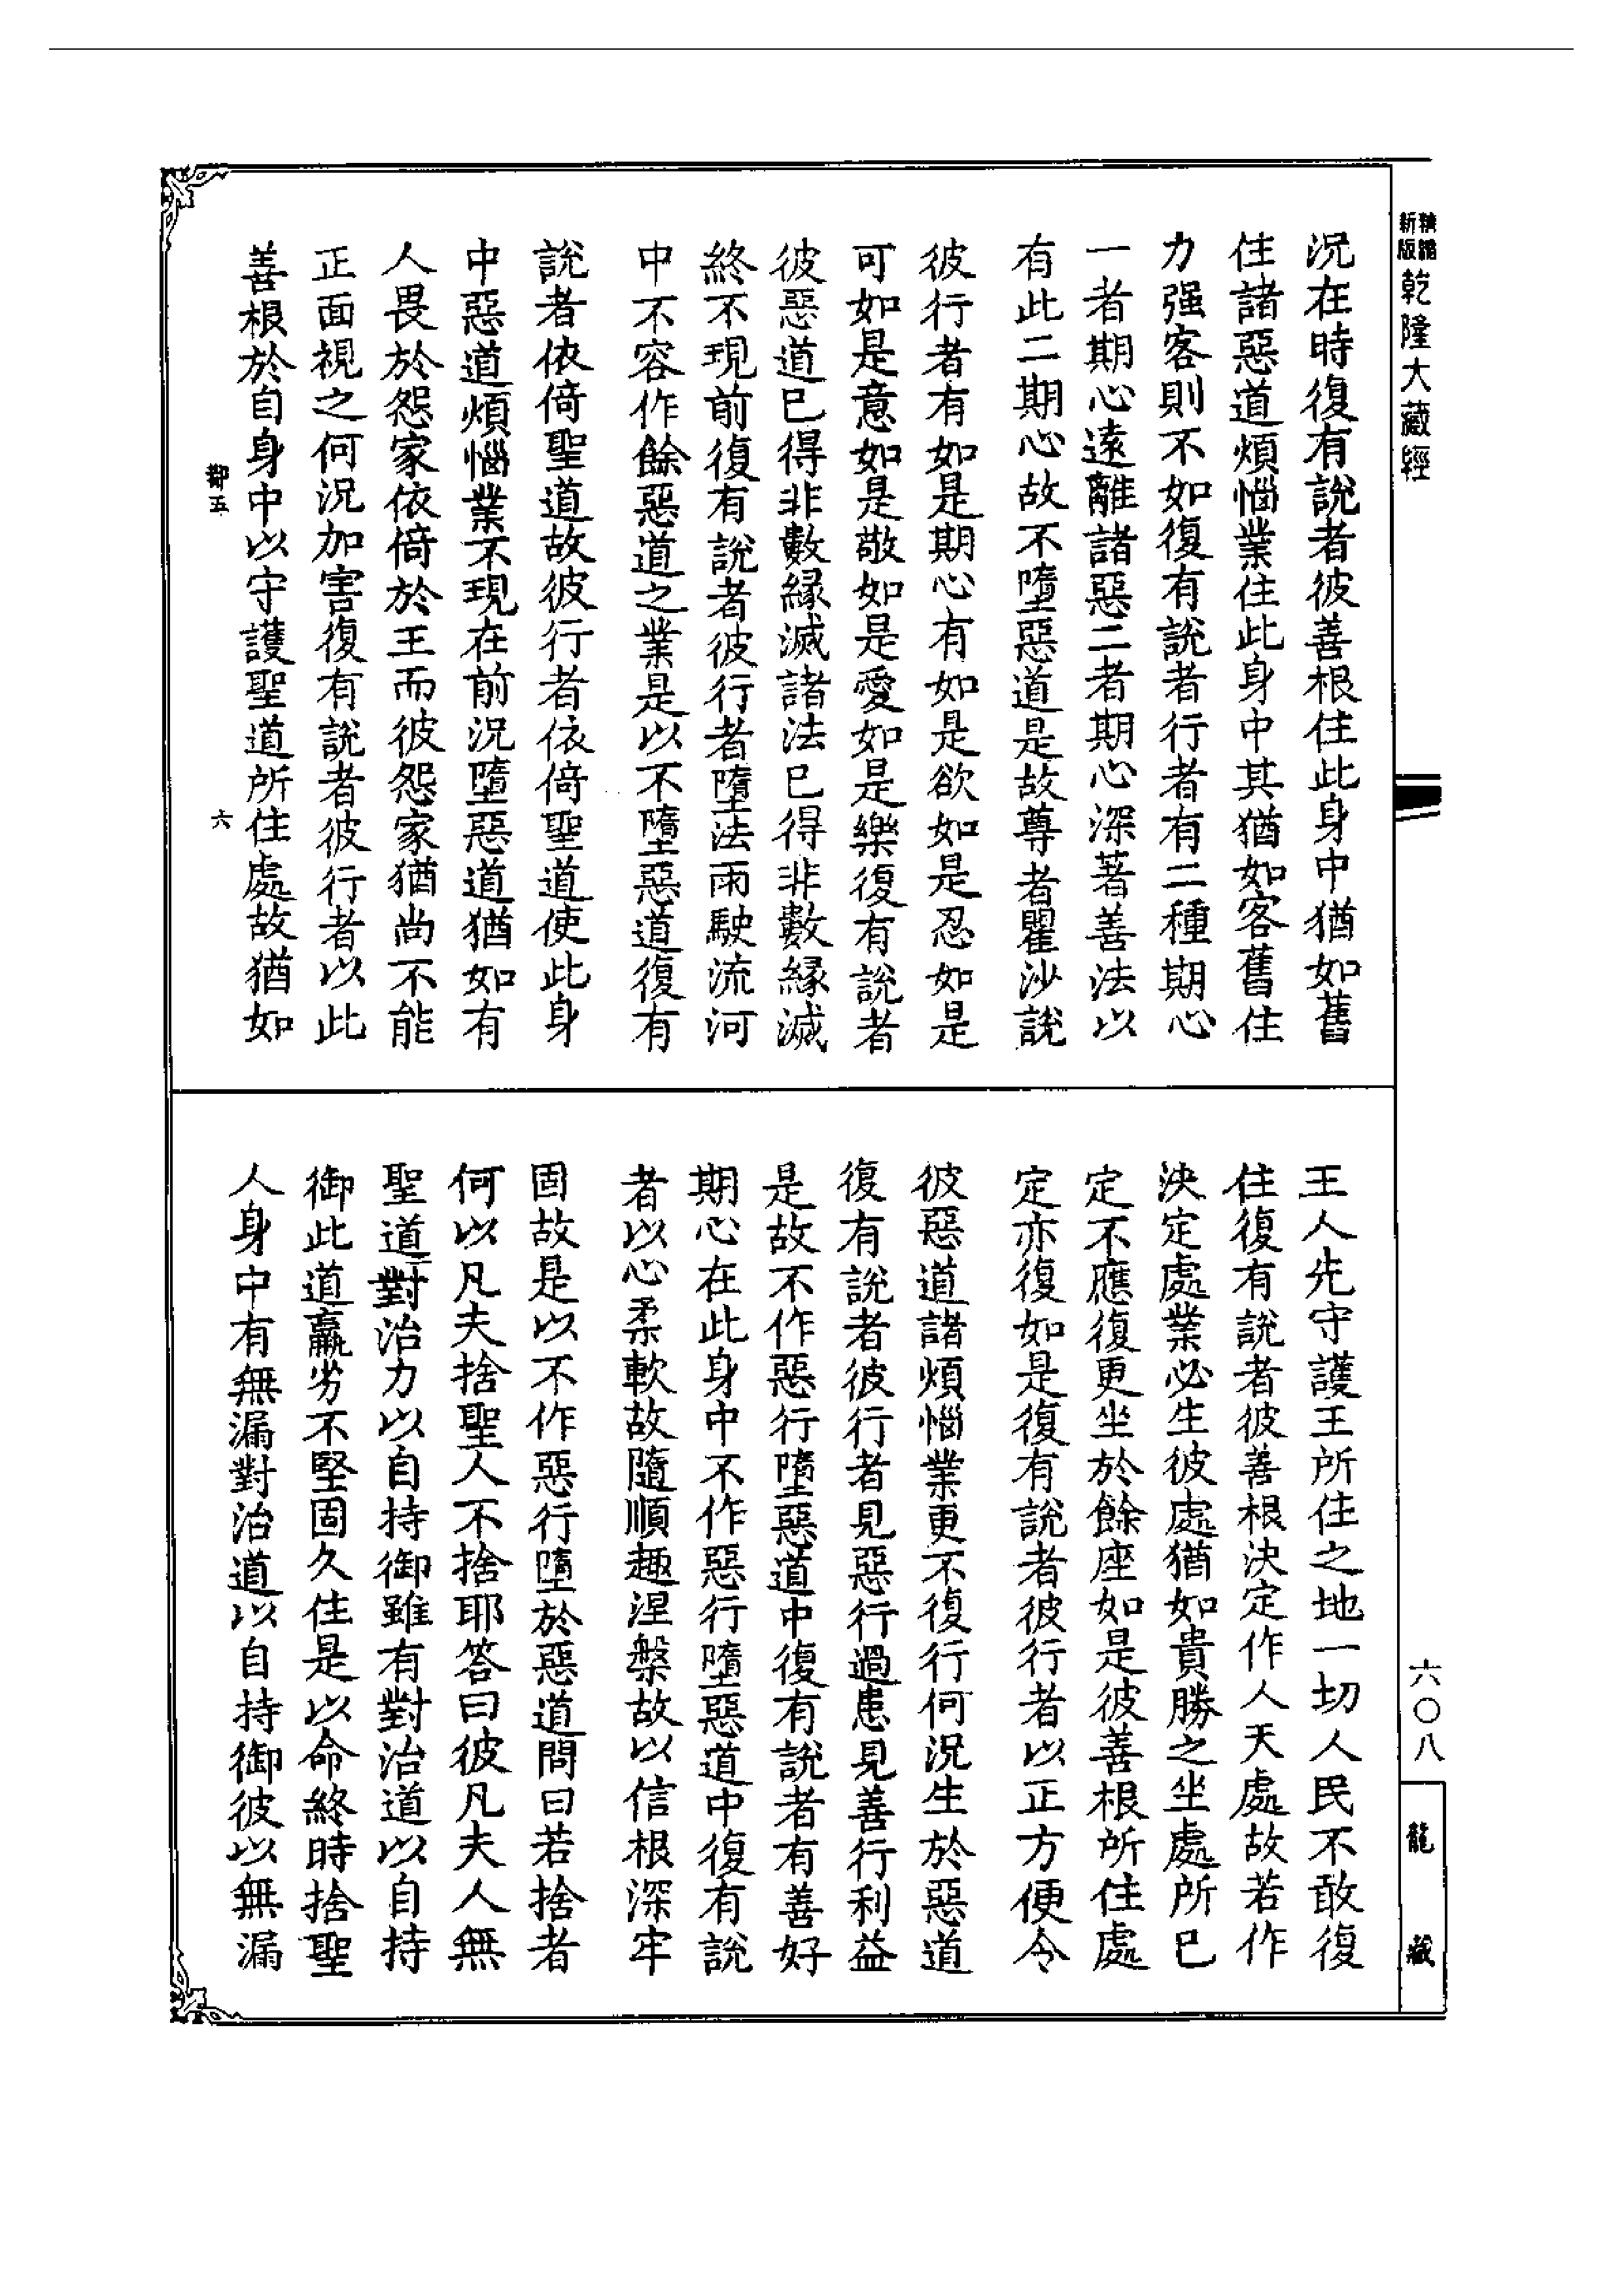 精縮新版
乾隆大藏經
況在時復有說者彼善根住此身中猶如舊
住諸惡道煩惱業住此身中其猶如客舊住
力强客則不如復有說者行者有二種期心
一者期心遠離諸惡二者期心深著善法以
有此二期心故不墮惡道是故尊者瞿沙說
彼行者有如是期心有如是欲如是忍如是
可如是意如是敬如是愛如是樂復有說者
彼惡道已得非數緣滅諸法已得非數緣滅
終不現前復有說者彼行者墮法雨駛流河
中不容作餘惡道之業是以不墮惡道復有
說者依倚聖道故彼行者依倚聖道使此身
中惡道煩惱業不現在前況墮惡道猶如有
人畏於怨家依倚於王而彼怨家猶尚不能
正面視之何況加害復有說者彼行者以此
善根於自身中以守護聖道所住處故猶如
六
王人先守護王所住之地一切人民不敢復
住復有說者彼善根決定作人天處故若作
決定處業必生彼處猶如貴勝之坐處所已
定不應復更坐於餘座如是彼善根所住處
定亦復如是復有說者彼行者以正方便令
彼惡道諸煩惱業更不復行何況生於惡道
復有說者彼行者見惡行過患見善行利益
是故不作惡行墮惡道中復有說者有善好
期心在此身中不作惡行墮惡道中復有說
者以心柔軟故隨順趣涅槃故以信根深牢
固故是以不作惡行墮於惡道問曰若捨者
何以凡夫捨聖人不捨耶答曰彼凡夫人無
聖道對治力以自持御雖有對治道以自持
御此道羸劣不堅固久住是以命終時捨聖
人身中有無漏對治道以自持御彼以無漏
六〇八
龍藏